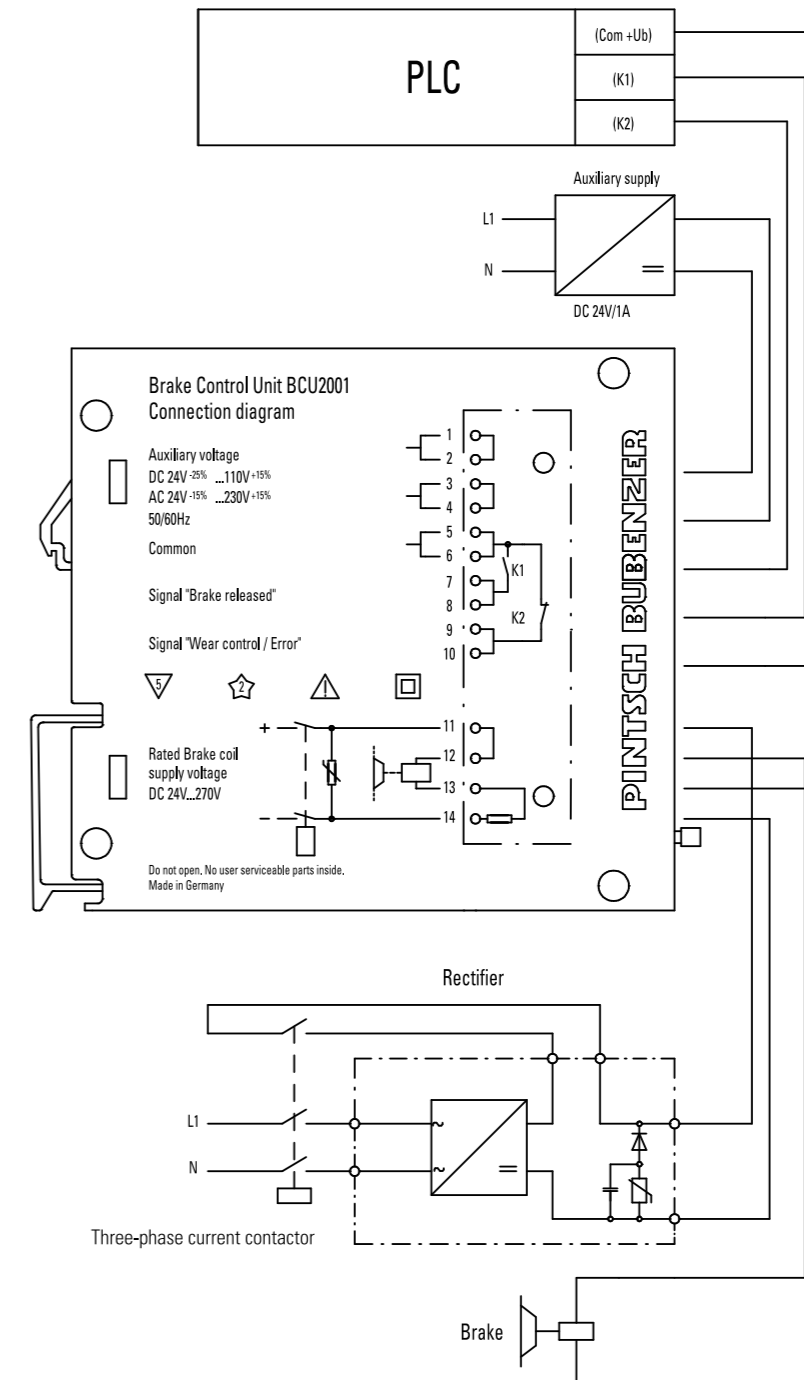 PLC
(Com +Ub)
(K1)
(K2)
Auxiliary supply
L1
N
DC 24V/1A
Brake Control Unit BCU2001
Connection diagram
Auxiliary voltage
DC 24V -25% ...110V +15%
AC 24V -15% ...230V +15%
50/60Hz
Common
Signal "Brake released"
Signal "Wear control / Error"
1
2
3
4
5
6
7
8
9
10
K1
K2
PINTSCH BUBENZER
5
2
+
-
11
12
13
14
Rated Brake coil
supply voltage
DC 24V...270V
Do not open. No user serviceable parts inside.
Made in Germany
Rectifier
L1
N
Three-phase current contactor
Brake